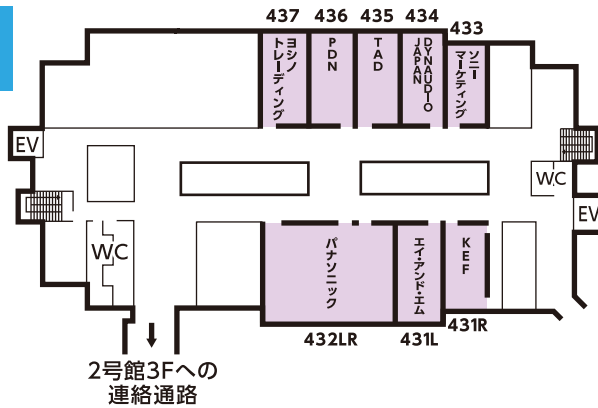 437
436
435
434
433
ヨシノ
トレーディング
PDN
TAD
DYNAUDIO
JAPAN
ソニー
マーケティング
EV
WC
EV
WC
パナソニック
エイ・アンド・エム
KEF
432LR
431L
431R
2号館3Fへの
連絡通路